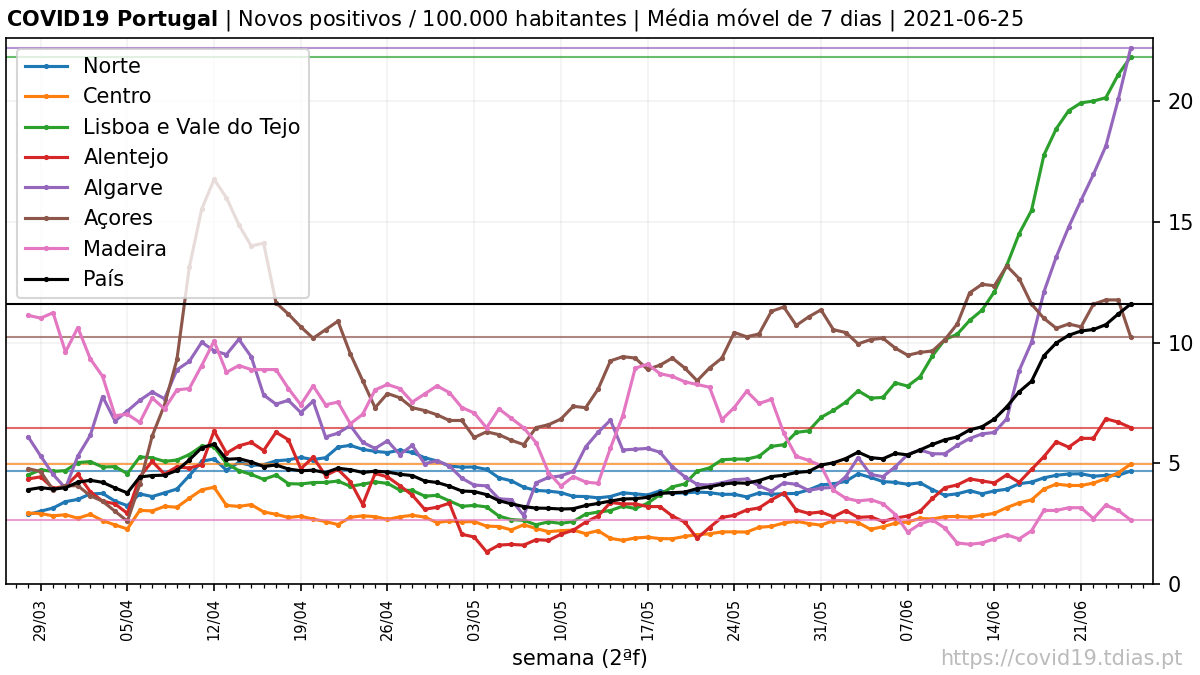 COVID19 Portugal | Novos positivos / 100.000 habitantes | Média móvel de 7 dias | 2021-06-25
Norte
Centro
Lisboa e Vale do Tejo
Alentejo
Algarve
Açores
Madeira
País
20
15
10
5
0
29/03
05/04
12/04
19/04
26/04
03/05
10/05
17/05
24/05
31/05
07/06
14/06
21/06
semana (2ªf)
https://covid19.tdias.pt